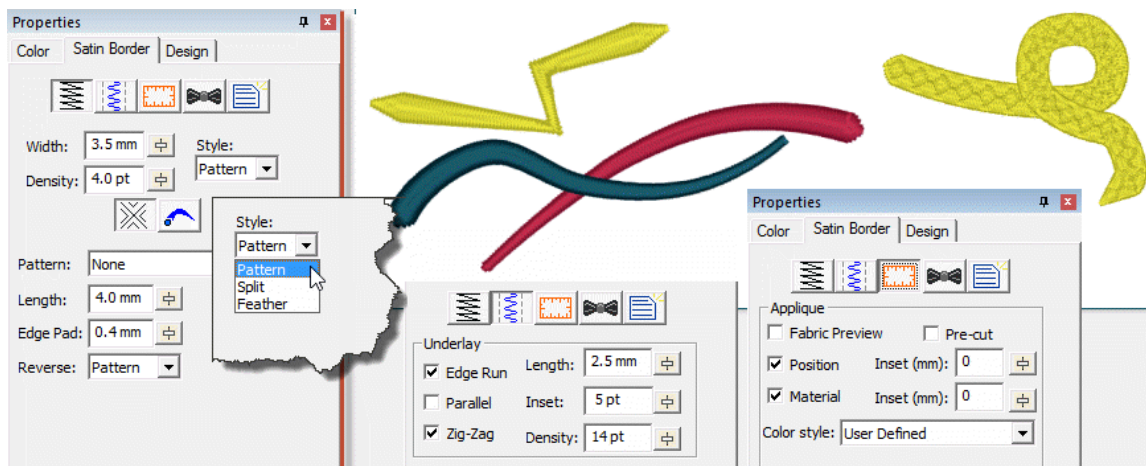 Properties
Color Satin Border Design
Width: 3.5 mm Style:
Pattern
Density: 4.0 pt
Pattern: None
Length: 4.0 mm
Edge Pad: 0.4 mm
Reverse: Pattern
Style:
Pattern
Pattern
Split
Feather
Underlay
Edge Run Length: 2.5 mm
Parallel Inset: 5 pt
Zig-Zag Density: 14 pt
Properties
Color Satin Border Design
Applique
Fabric Preview Pre-cut
Position Inset (mm): 0
Material Inset (mm): 0
Color style: User Defined